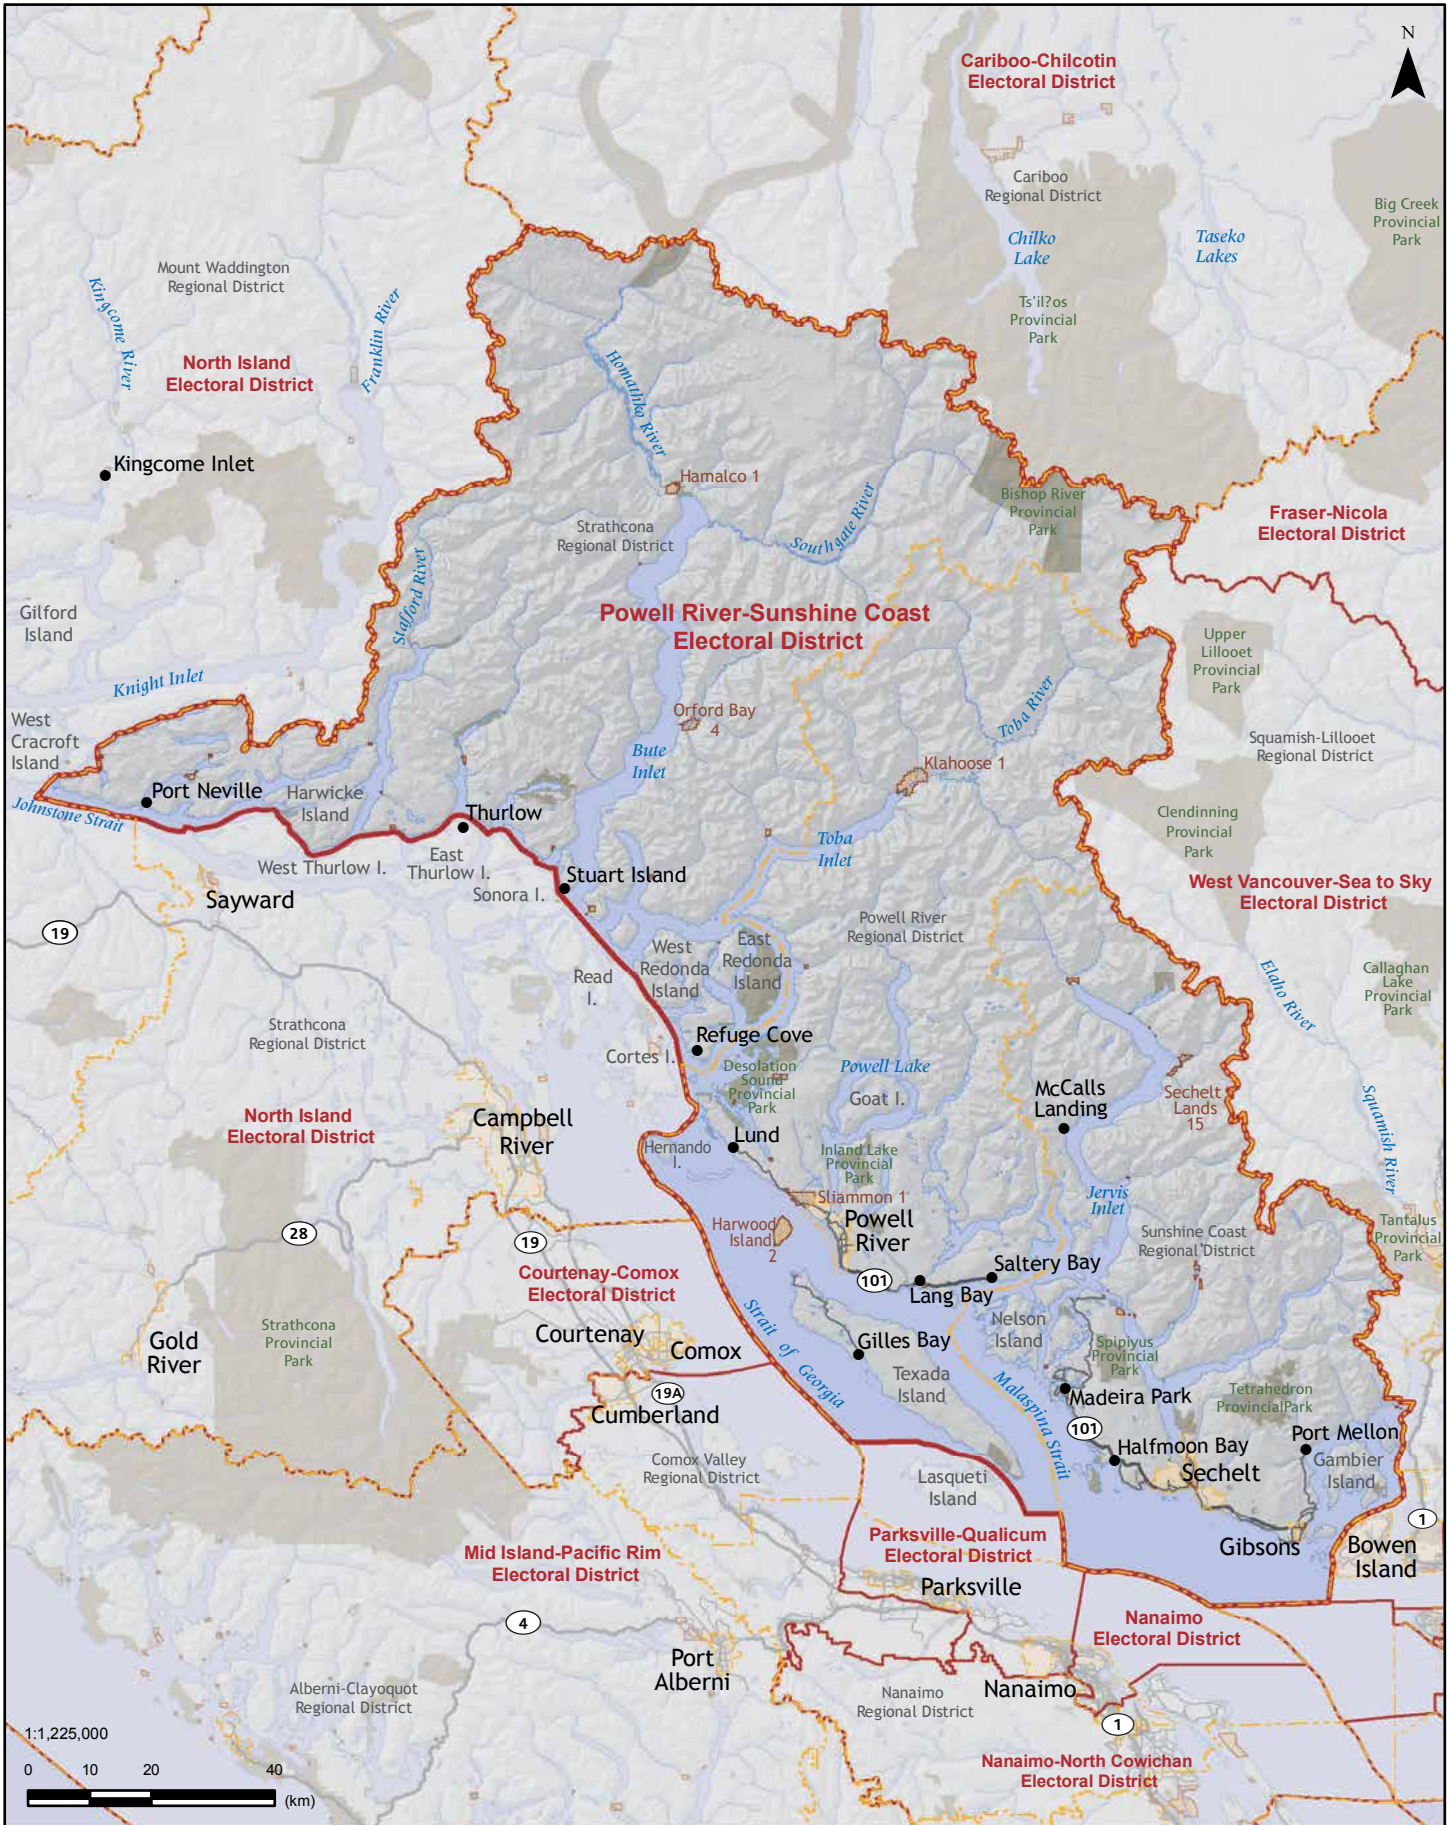 N
Cariboo-Chilcotin
Electoral District
Cariboo
Regional District
Big Creek
Provincial
Park
Chilko
Lake
Taseko
Lakes
Mount Waddington
Regional District
Kingcome River
Franklin River
Ts'il?os
Provincial
Park
North Island
Electoral District
Homathko River
Kingcome Inlet
Hamalco 1
Bishop River
Provincial
Park
Strathcona
Regional District
Southgate River
Fraser-Nicola
Electoral District
Stafford River
Gilford
Island
Powell River-Sunshine Coast
Electoral District
Upper
Lillooet
Provincial
Park
Knight Inlet
Toba River
West
Cracroft
Island
Orford Bay
4
Squamish-Lillooet
Regional District
Bute
Inlet
Klahoose 1
Port Neville
Harwicke
Island
Johnstone Strait
Thurlow
Clendinning
Provincial
Park
Toba
Inlet
West Thurlow I.
East
Thurlow I.
Stuart Island
Sayward
Sonora I.
West Vancouver-Sea to Sky
Electoral District
19
Powell River
Regional District
West
Redonda
Island
East
Redonda
Island
Read
I.
Elaho River
Callaghan
Lake
Provincial
Park
Strathcona
Regional District
Refuge Cove
Cortes I.
Desolation
Sound
Provincial
Park
Powell Lake
Goat I.
McCalls
Landing
Sechelt
Lands
15
Squamish River
North Island
Electoral District
Campbell
River
Lund
Hernando
I.
Inland Lake
Provincial
Park
Sliammon 1
Jervis
Inlet
Harwood
Island
2
Powell
River
Sunshine Coast
Regional District
Tantalus
Provincial
Park
28
19
Courtenay-Comox
Electoral District
101
Saltery Bay
Lang Bay
Strait of Georgia
Nelson
Island
Gold
River
Strathcona
Provincial
Park
Courtenay
Comox
Gilles Bay
Texada
Island
Spipiyus
Provincial
Park
Malaspina Strait
Tetrahedron
ProvincialPark
19A
Madeira Park
Cumberland
101
Port Mellon
Halfmoon Bay
Gambier
Island
Comox Valley
Regional District
Sechelt
Lasqueti
Island
1
Parksville-Qualicum
Electoral District
Gibsons
Bowen
Island
Mid Island-Pacific Rim
Electoral District
Parksville
4
Nanaimo
Electoral District
Port
Alberni
Alberni-Clayoquot
Regional District
Nanaimo
Regional District
Nanaimo
1
Nanaimo-North Cowichan
Electoral District
1:1,225,000
0 10 20 40
(km)